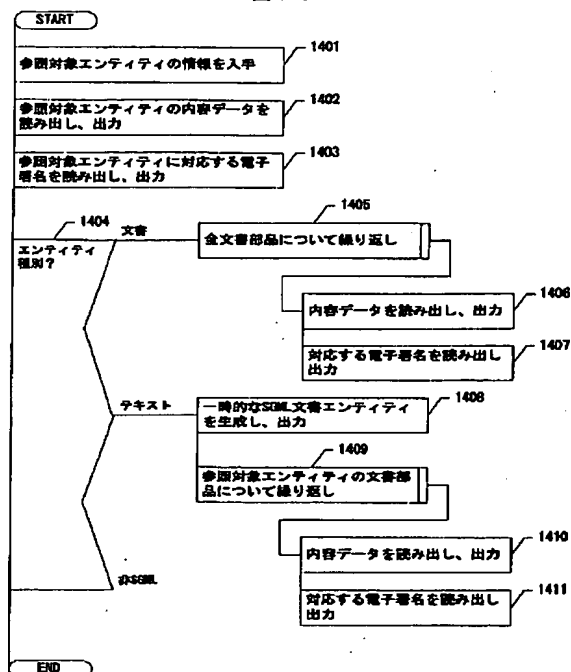 START
1401
参照対象エンティティの情報を入手
1402
参照対象エンティティの内容データを
読み出し、出力
1403
参照対象エンティティに対応する電子
署名を読み出し、出力
1404
エンティティ
種別？
文書
1405
全文書部品について繰り返し
1406
内容データを読み出し、出力
1407
対応する電子署名を読み出し
出力
テキスト
1408
一時的なSGML文書エンティティ
を生成し、出力
1409
参照対象エンティティの文書部
品について繰り返し
1410
内容データを読み出し、出力
1411
対応する電子署名を読み出し
出力
非SGML
END